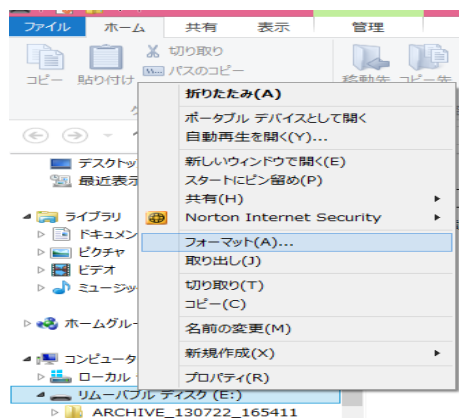 ファイル ホーム 共有 表示 管理
コピー 貼り付け
切り取り
パスのコピー
移動先 コピー先
折りたたみ(A)
ポータブル デバイスとして開く
自動再生を開く(Y)...
新しいウィンドウで開く(E)
スタートにピン留め(P)
共有(H)
Norton Internet Security
フォーマット(A)...
取り出し(J)
切り取り(T)
コピー(C)
名前の変更(M)
新規作成(X)
プロパティ(R)
デスクトッ
最近表示
ライブラリ
ドキュメン
ピクチャ
ビデオ
ミュージッ
ホームグルー
コンピュータ
ローカル
リムーバブル ディスク (E:)
ARCHIVE_130722_165411